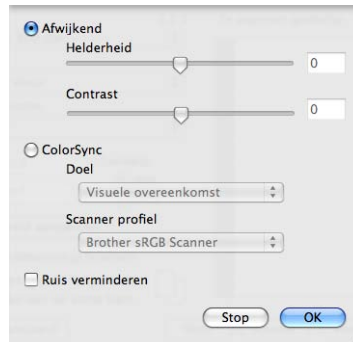 Afwijkend
Helderheid
0
Contrast
0
ColorSync
Doel
Visuele overeenkomst
Scanner profiel
Brother sRGB Scanner
Ruis verminderen
Stop OK